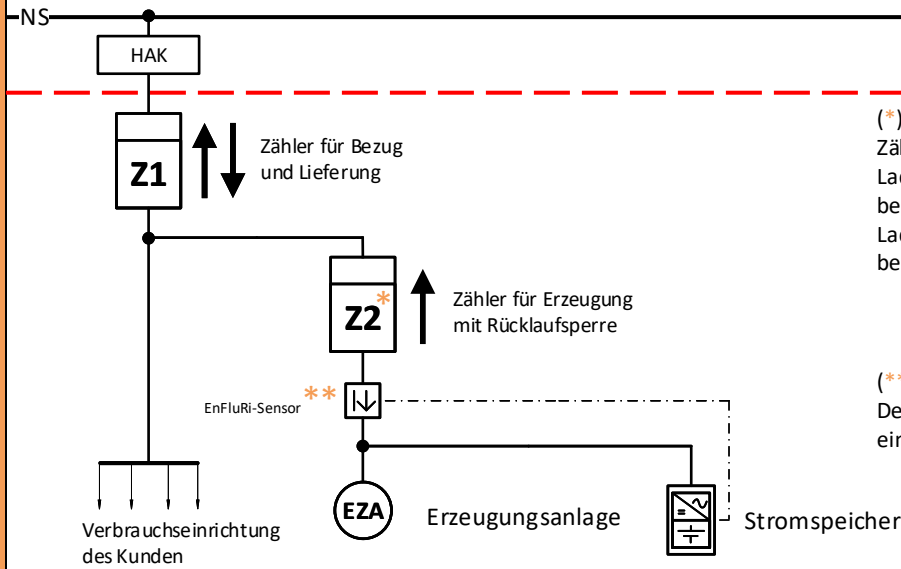 NS
HAK
Z1
Zähler für Bezug
und Lieferung
(*)
Zäh
Lad
be
Lad
be
Z2*
Zähler für Erzeugung
mit Rücklaufsperre
EnFluRi-Sensor **
(**
De
ein
EZA
Erzeugungsanlage
Stromspeicher
Verbrauchseinrichtung
des Kunden